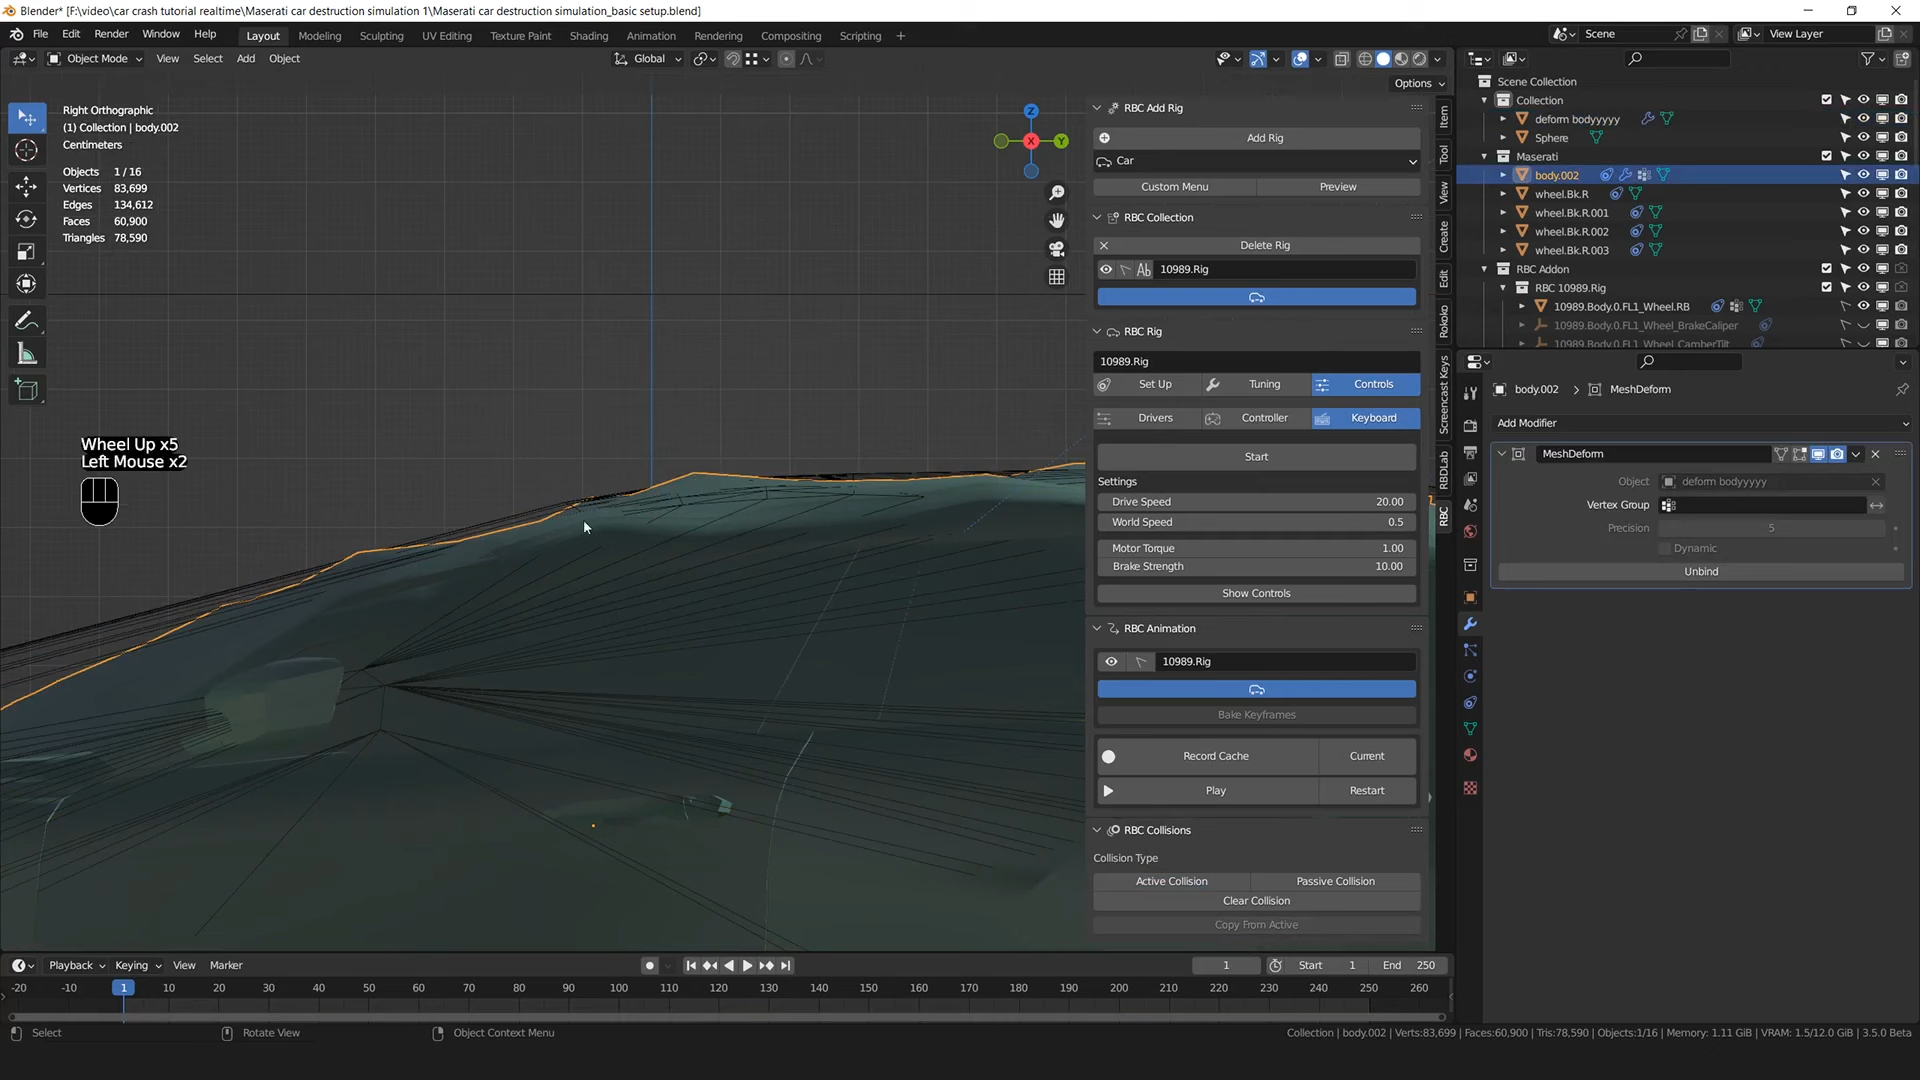 Blender* [F:\video\car crash tutorial realtime\Maserati car destruction simulation 1\Maserati car destruction simulation_basic setup.blend]
File Edit Render Window Help Layout Modeling Sculpting UV Editing Texture Paint Shading Animation Rendering Compositing Scripting + Scene View Layer
Object Mode View Select Add Object Global
Options
Right Orthographic
(1) Collection | body.002
Centimeters
Objects 1 / 16
Vertices 83,699
Edges 134,612
Faces 60,900
Triangles 78,590
Z
X
Y
Wheel Up x5
Left Mouse x2
RBC Add Rig
Add Rig
Car
Custom Menu Preview
RBC Collection
Delete Rig
Ab 10989.Rig
RBC Rig
10989.Rig
Set Up Tuning Controls
Drivers Controller Keyboard
Start
Settings
Drive Speed 20.00
World Speed 0.5
Motor Torque 1.00
Brake Strength 10.00
Show Controls
RBC Animation
10989.Rig
Bake Keyframes
Record Cache Current
Play Restart
RBC Collisions
Collision Type
Active Collision Passive Collision
Clear Collision
Copy From Active
Item
Tool
View
Create
Edit
Rokoko
Screencast Keys
RBDLab
RBC
Scene Collection
Collection
deform bodyyyyy
Sphere
Maserati
body.002
wheel.Bk.R
wheel.Bk.R.001
wheel.Bk.R.002
wheel.Bk.R.003
RBC Addon
RBC 10989.Rig
10989.Body.0.FL1_Wheel.RB
10989.Body.0.FL1_Wheel_BrakeCaliper
10989.Body.0.FL1_Wheel_CamberTilt
body.002 MeshDeform
Add Modifier
MeshDeform
Object deform bodyyyyy
Vertex Group
Precision 5
Dynamic
Unbind
Playback Keying View Marker 1 Start 1 End 250
-20 -10 1 10 20 30 40 50 60 70 80 90 100 110 120 130 140 150 160 170 180 190 200 210 220 230 240 250 260
Select Rotate View Object Context Menu Collection | body.002 | Verts:83,699 | Faces:60,900 | Tris:78,590 | Objects:1/16 | Memory: 1.11 GiB | VRAM: 1.5/12.0 GiB | 3.5.0 Beta